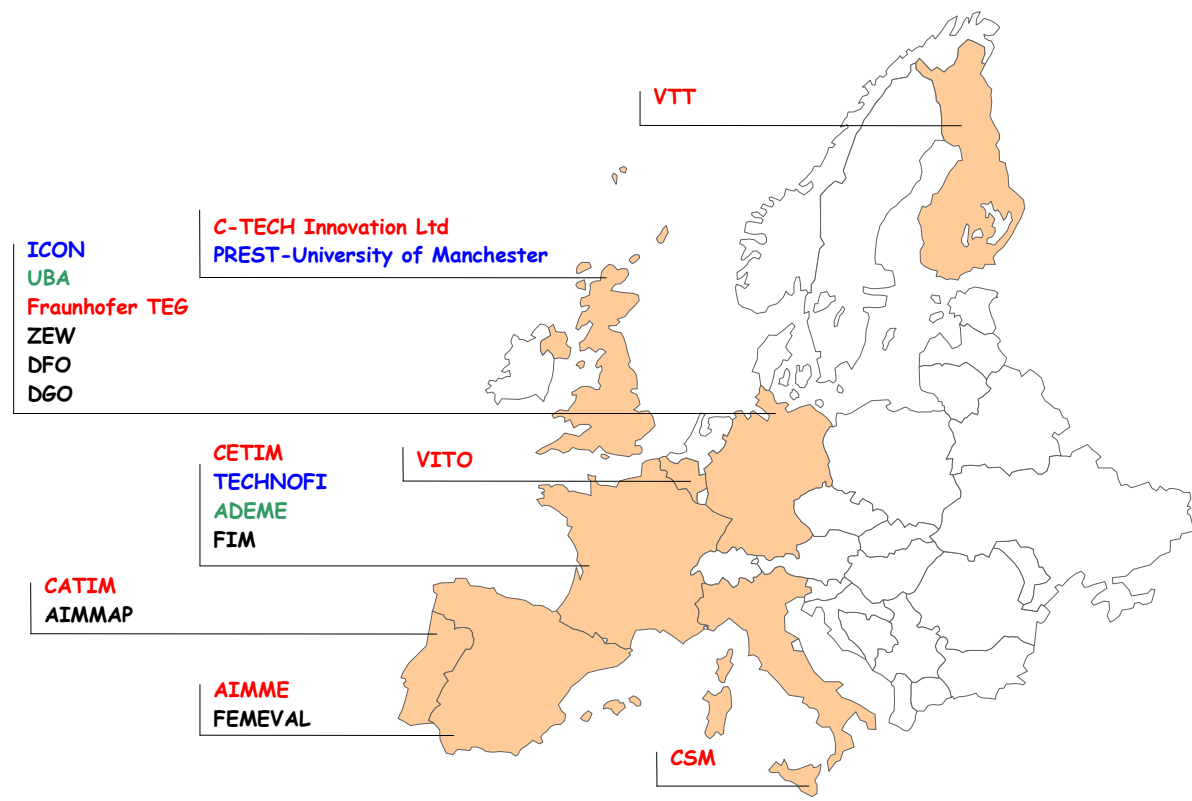 VTT
C-TECH Innovation Ltd
PREST-University of Manchester
ICON
UBA
Fraunhofer TEG
ZEW
DFO
DGO
CETIM
TECHNOFI
ADEME
FIM
VITO
CATIM
AIMMAP
AIMME
FEMEVAL
CSM